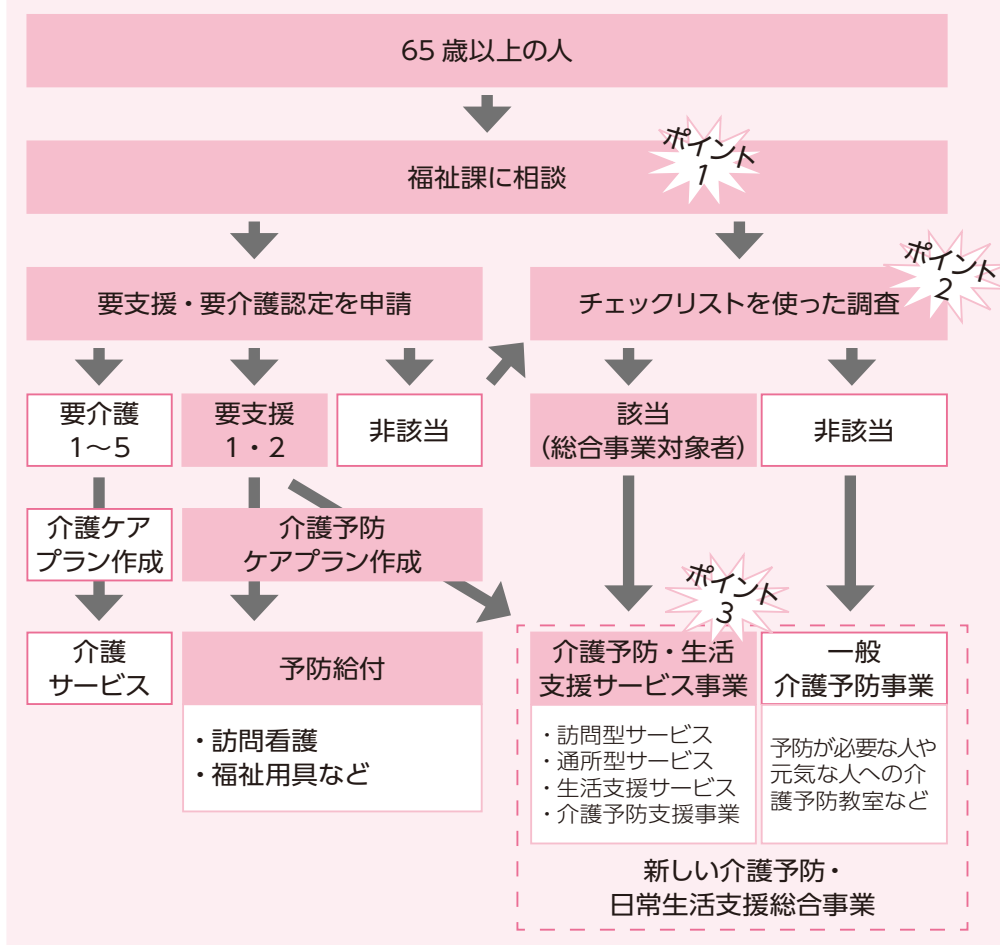 65 歳以上の人
福祉課に相談
ポイント
1
要支援・要介護認定を申請
チェックリストを使った調査
ポイント
2
要介護
1〜5
要支援
1・2
非該当
該当
(総合事業対象者)
非該当
介護ケア
プラン作成
介護予防
ケアプラン作成
ポイント
3
介護
サービス
予防給付
・訪問看護
・福祉用具など
介護予防・生活
支援サービス事業
・訪問型サービス
・通所型サービス
・生活支援サービス
・介護予防支援事業
一般
介護予防事業
予防が必要な人や
元気な人への介
護予防教室など
新しい介護予防・
日常生活支援総合事業